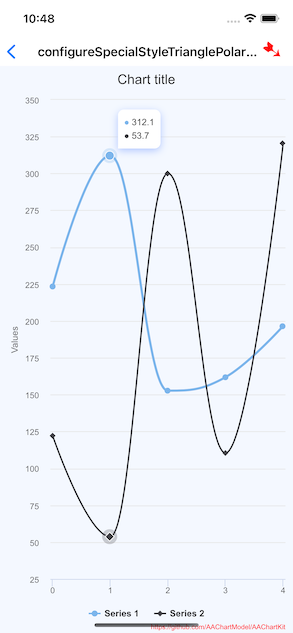 10:48
configureSpecialStyleTrianglePolar...
Chart title
312.1
53.7
350
325
300
275
250
225
200
175
150
125
100
75
50
25
Values
0 1 2 3 4
Series 1 Series 2
https://github.com/AAChartModel/AAChartKit